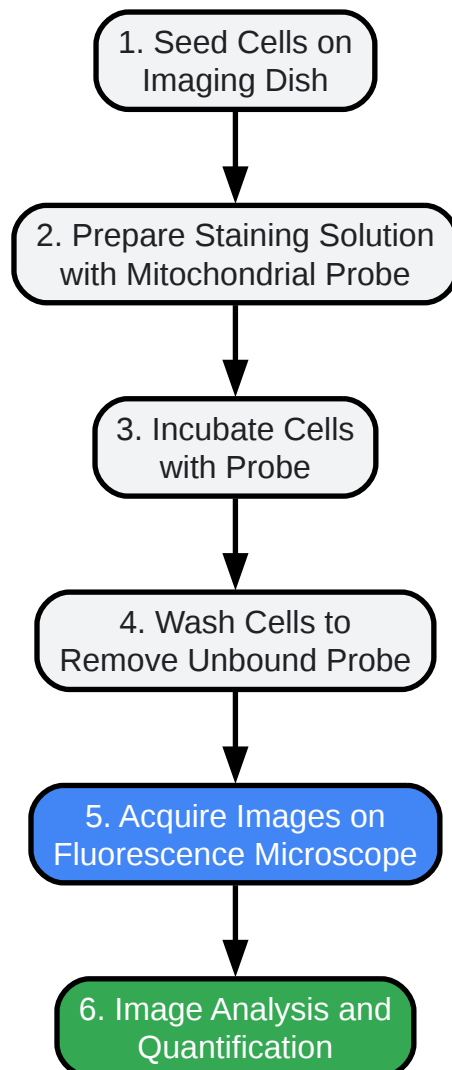 1. Seed Cells on
Imaging Dish
2. Prepare Staining Solution
with Mitochondrial Probe
3. Incubate Cells
with Probe
4. Wash Cells to
Remove Unbound Probe
5. Acquire Images on
Fluorescence Microscope
6. Image Analysis and
Quantification